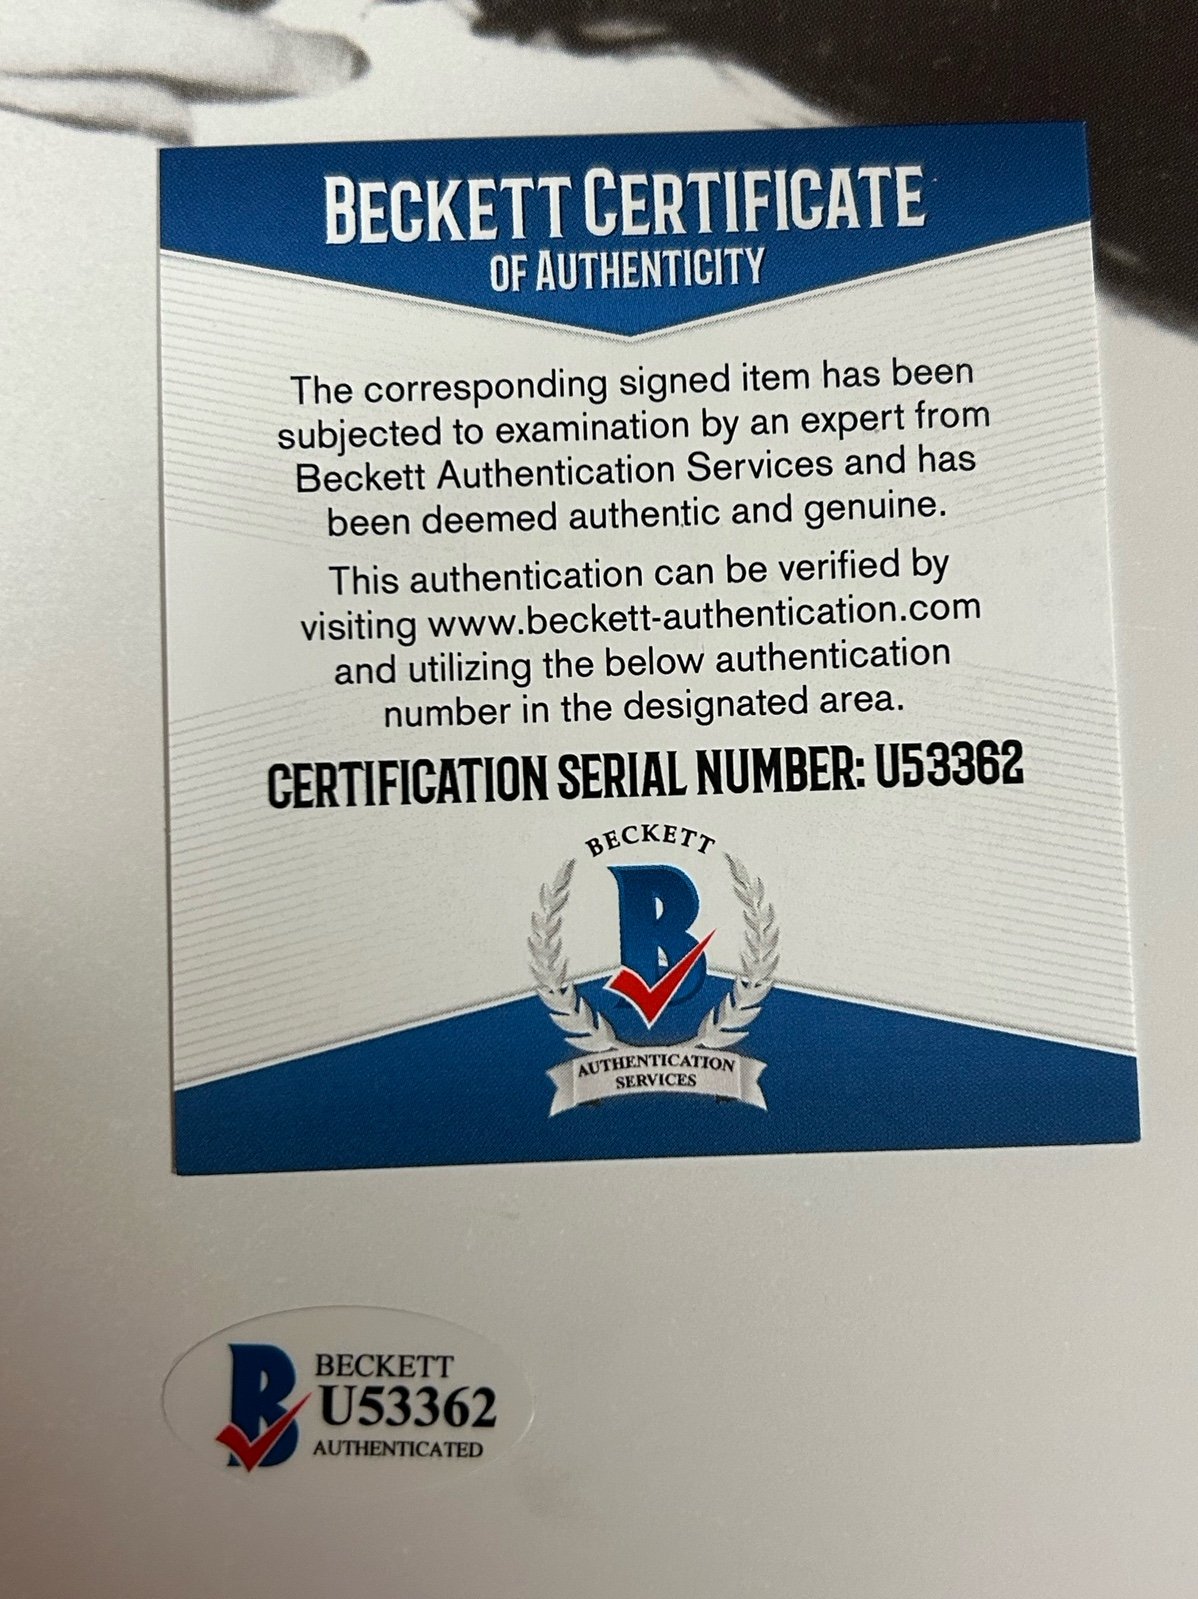 BECKETT CERTIFICATE
OF AUTHENTICITY
The corresponding signed item has been
subjected to examination by an expert from
Beckett Authentication Services and has
been deemed authentic and genuine.
This authentication can be verified by
visiting www.beckett-authentication.com
and utilizing the below authentication
number in the designated area.
CERTIFICATION SERIAL NUMBER: U53362
BECKETT
B
AUTHENTICATION
SERVICES
B
BECKETT
U53362
AUTHENTICATED